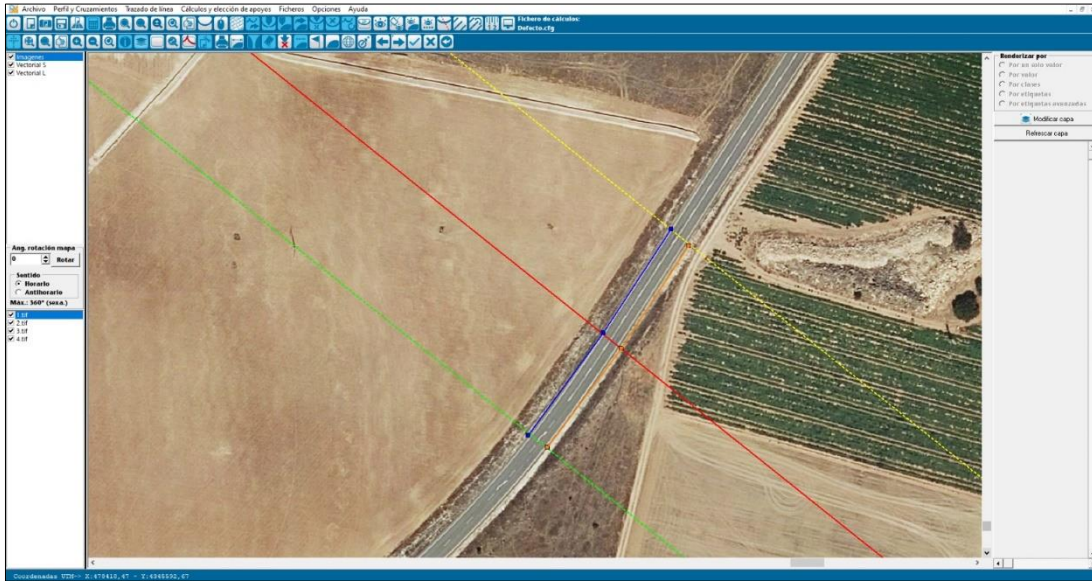 Archivo Perfil y Cruzamientos Trazado de línea Cálculos y elección de apoyos Ficheros Opciones Ayuda
Fichero de cálculos:
Defecto.cfg
Imagenes
Vectorial S
Vectorial L
Ang. rotación mapa
0
Rotar
Sentido
Horario
Antihorario
Máx.: 360º (sexa.)
1.tif
2.tif
3.tif
4.tif
Renderizar por
Por un solo valor
Por valor
Por clases
Por etiquetas
Por etiquetas avanzadas
Modificar capa
Refrescar capa